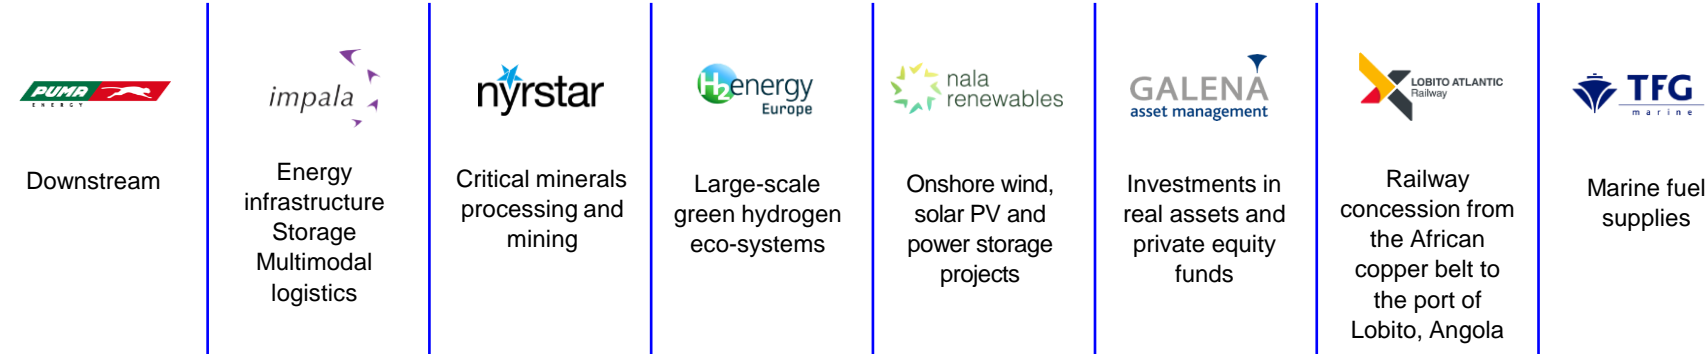 PUMA
ENERGY
Downstream
impala
Energy
infrastructure
Storage
Multimodal
logistics
nyrstar
Critical minerals
processing and
mining
H2energy
Europe
Large-scale
green hydrogen
eco-systems
nala
renewables
Onshore wind,
solar PV and
power storage
projects
GALENA
asset management
Investments in
real assets and
private equity
funds
LOBITO ATLANTIC
Railway
Railway
concession from
the African
copper belt to
the port of
Lobito, Angola
TFG
marine
Marine fuel
supplies